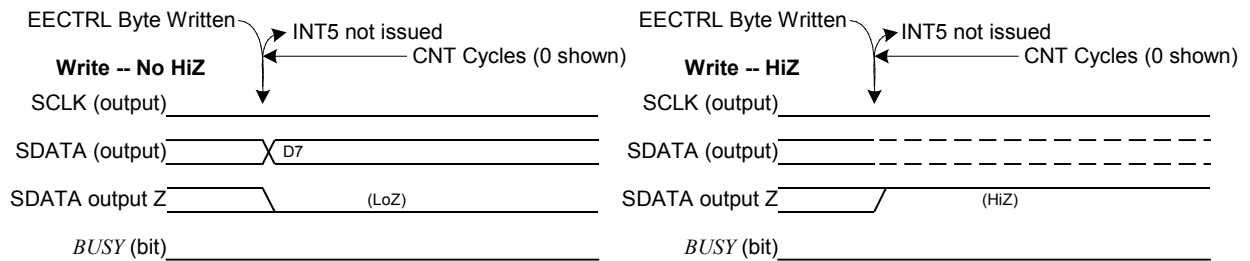 EECTRL Byte Written
INT5 not issued
CNT Cycles (0 shown)
Write -- No HiZ
SCLK (output)
SDATA (output)
D7
SDATA output Z
(LoZ)
BUSY (bit)
EECTRL Byte Written
INT5 not issued
CNT Cycles (0 shown)
Write -- HiZ
SCLK (output)
SDATA (output)
SDATA output Z
(HiZ)
BUSY (bit)